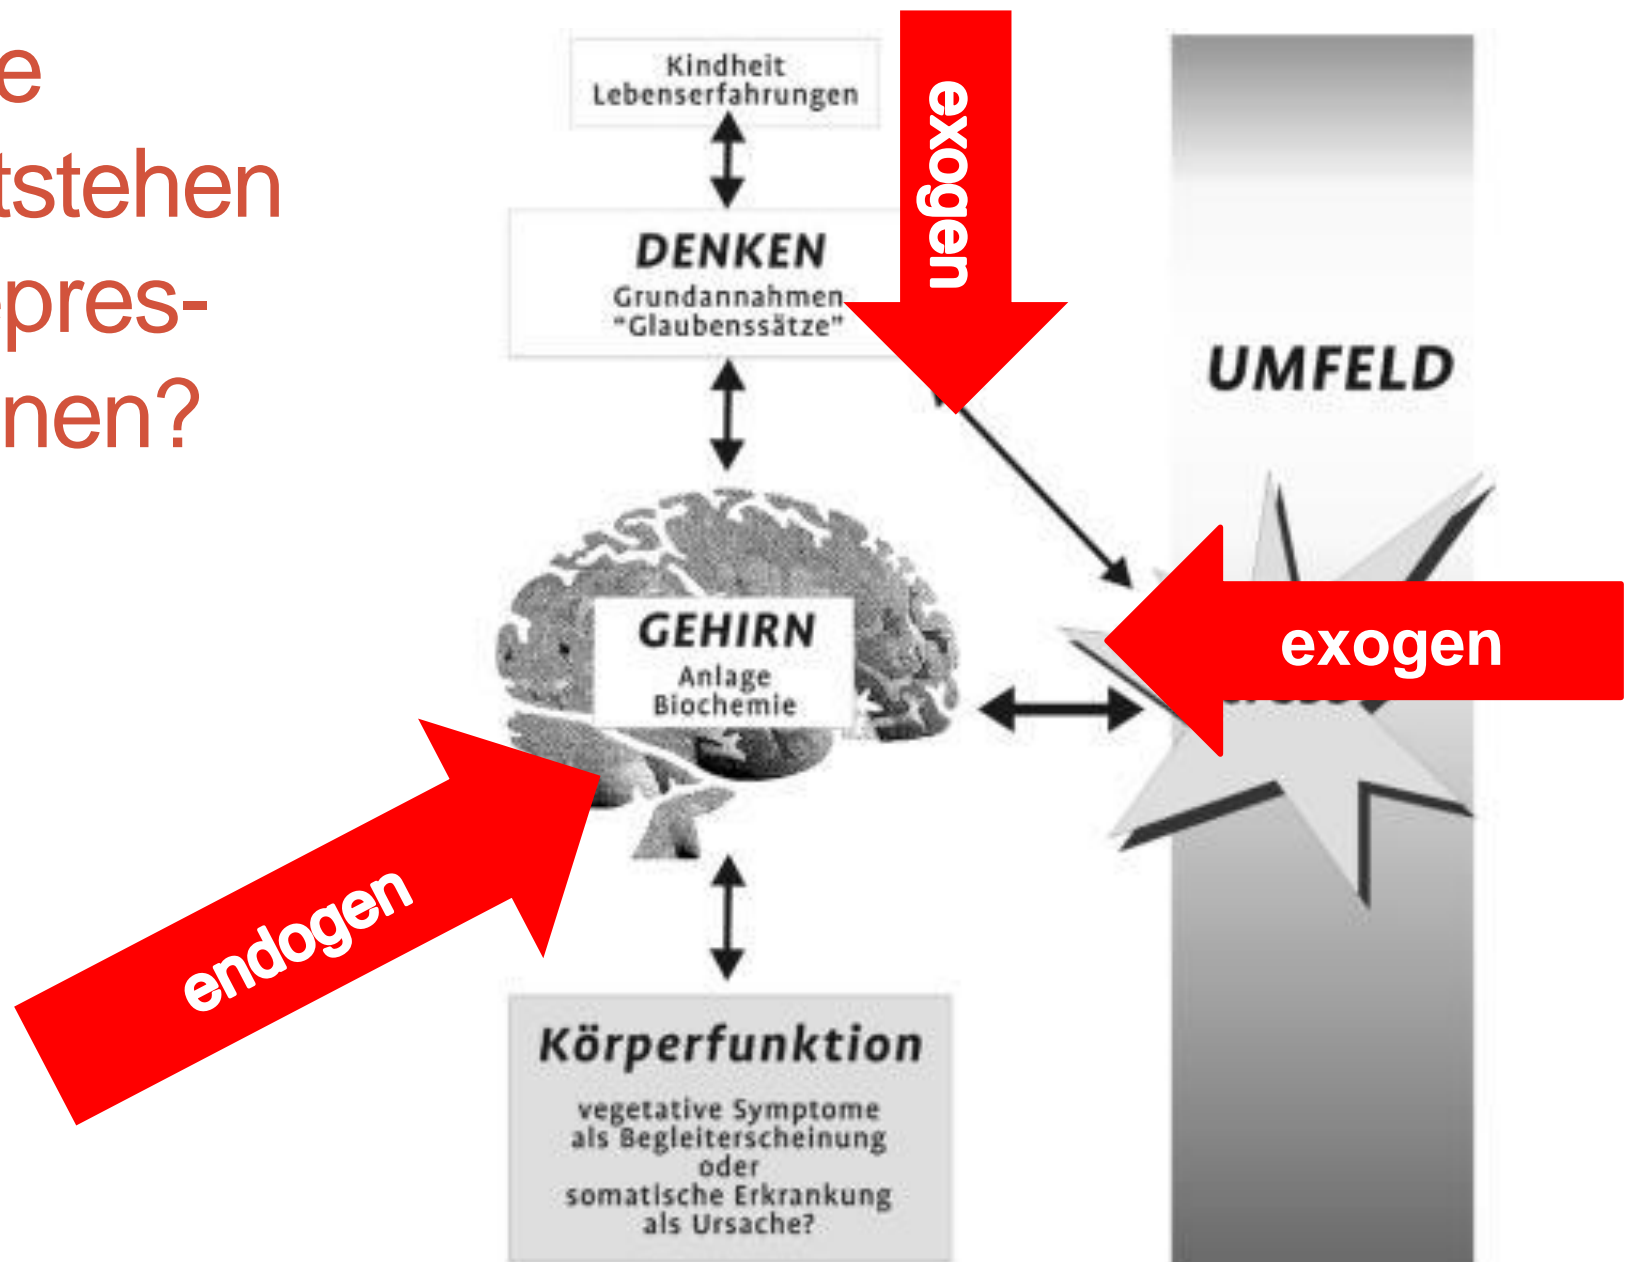 e
tstehen
pres-
nen?
Kindheit
Lebenserfahrungen
exogen
DENKEN
Grundannahmen
"Glaubenssätze"
UMFELD
exogen
GEHIRN
Anlage
Biochemie
endogen
Körperfunktion
vegetative Symptome
als Begleiterscheinung
oder
somatische Erkrankung
als Ursache?